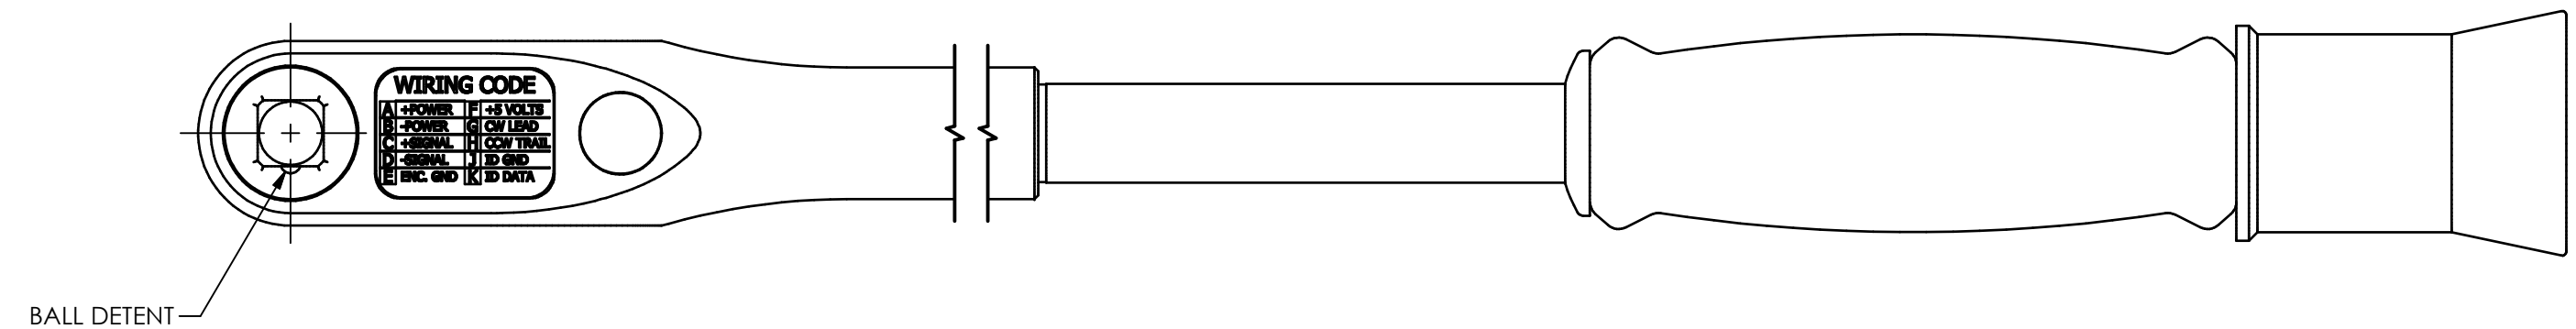 WIRING CODE
A +POWER F +5 VOLTS
B -POWER G CW LEAD
C +SIGNAL H CCW TRAIL
D -SIGNAL J ID GND
E ENC. GND K ID DATA
BALL DETENT